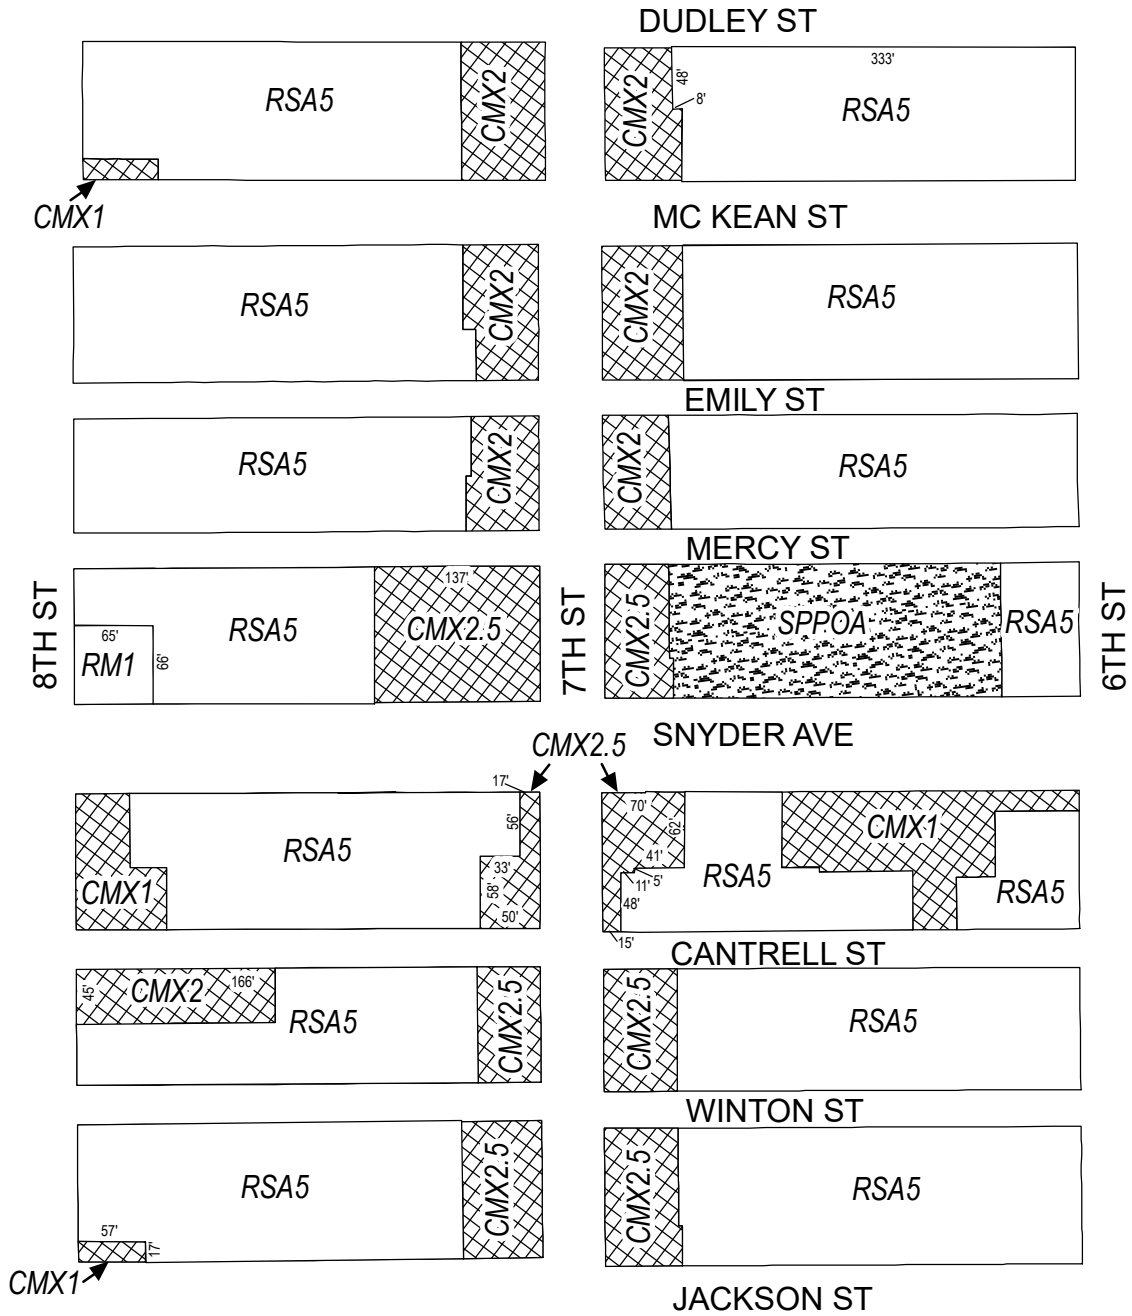 DUDLEY ST
RSA5
CMX2
CMX2
48'
8'
333'
RSA5
CMX1
MC KEAN ST
RSA5
CMX2
CMX2
RSA5
EMILY ST
RSA5
CMX2
CMX2
RSA5
MERCY ST
8TH ST
65'
RM1
66'
RSA5
137'
CMX2.5
7TH ST
CMX2.5
SPPOA
RSA5
6TH ST
SNYDER AVE
CMX2.5
CMX1
RSA5
17'
56'
33'
58'
50'
70'
62'
41'
5'
11'
48'
15'
RSA5
CMX1
RSA5
CANTRELL ST
45'
CMX2
166'
RSA5
CMX2.5
CMX2.5
RSA5
WINTON ST
RSA5
57'
17'
CMX1
CMX2.5
CMX2.5
RSA5
JACKSON ST